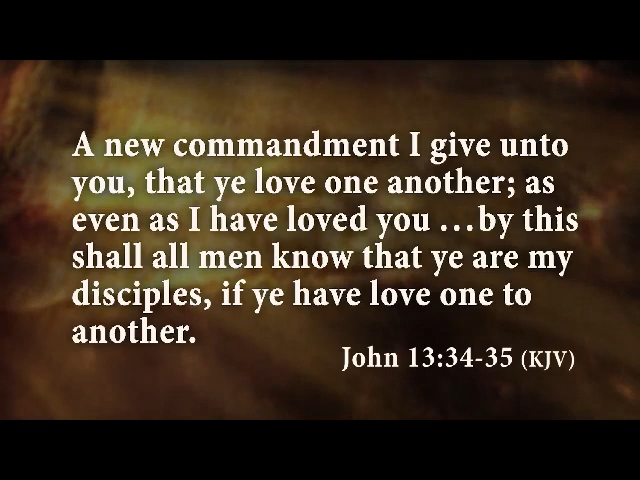 A new commandment I give unto
you, that ye love one another; as
even as I have loved you ...by this
shall all men know that ye are my
disciples, if ye have love one to
another.
John 13:34-35 (KJV)